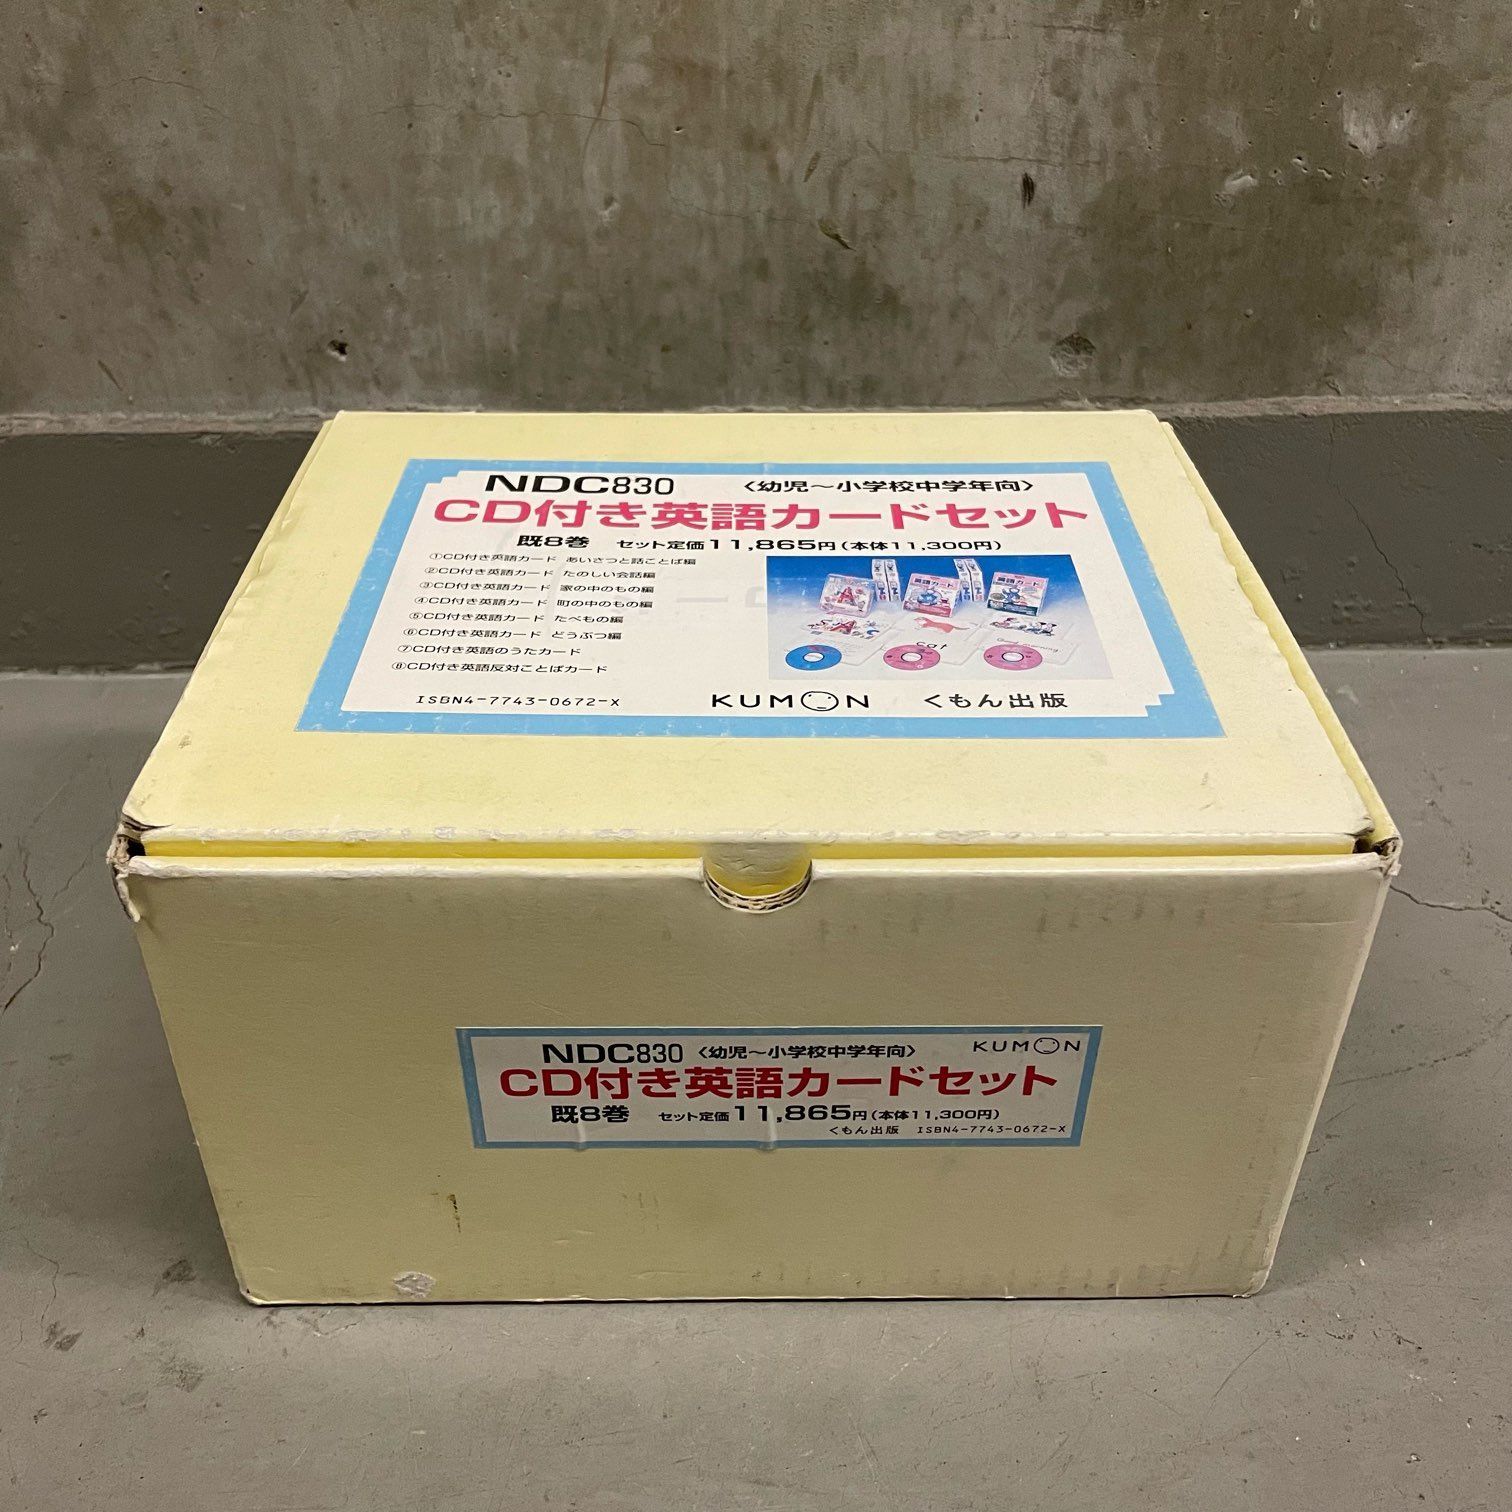 NDC830 〈幼児～小学校中学年向〉
CD付き英語カードセット
既8巻 セット定価11,865円(本体11,300円)
①CD付き英語カード あいさつと話ことば編
②CD付き英語カード たのしい会話編
③CD付き英語カード 家の中のもの編
④CD付き英語カード 町の中のもの編
⑤CD付き英語カード たべもの編
⑥CD付き英語カード どうぶつ編
⑦CD付き英語のうたカード
⑧CD付き英語反対ことばカード
英語カード
cat
ISBN4-7743-0672-X KUMON くもん出版
NDC830 〈幼児～小学校中学年向〉 KUMON
CD付き英語カードセット
既8巻 セット定価11,865円(本体11,300円)
くもん出版 ISBN4-7743-0672-X